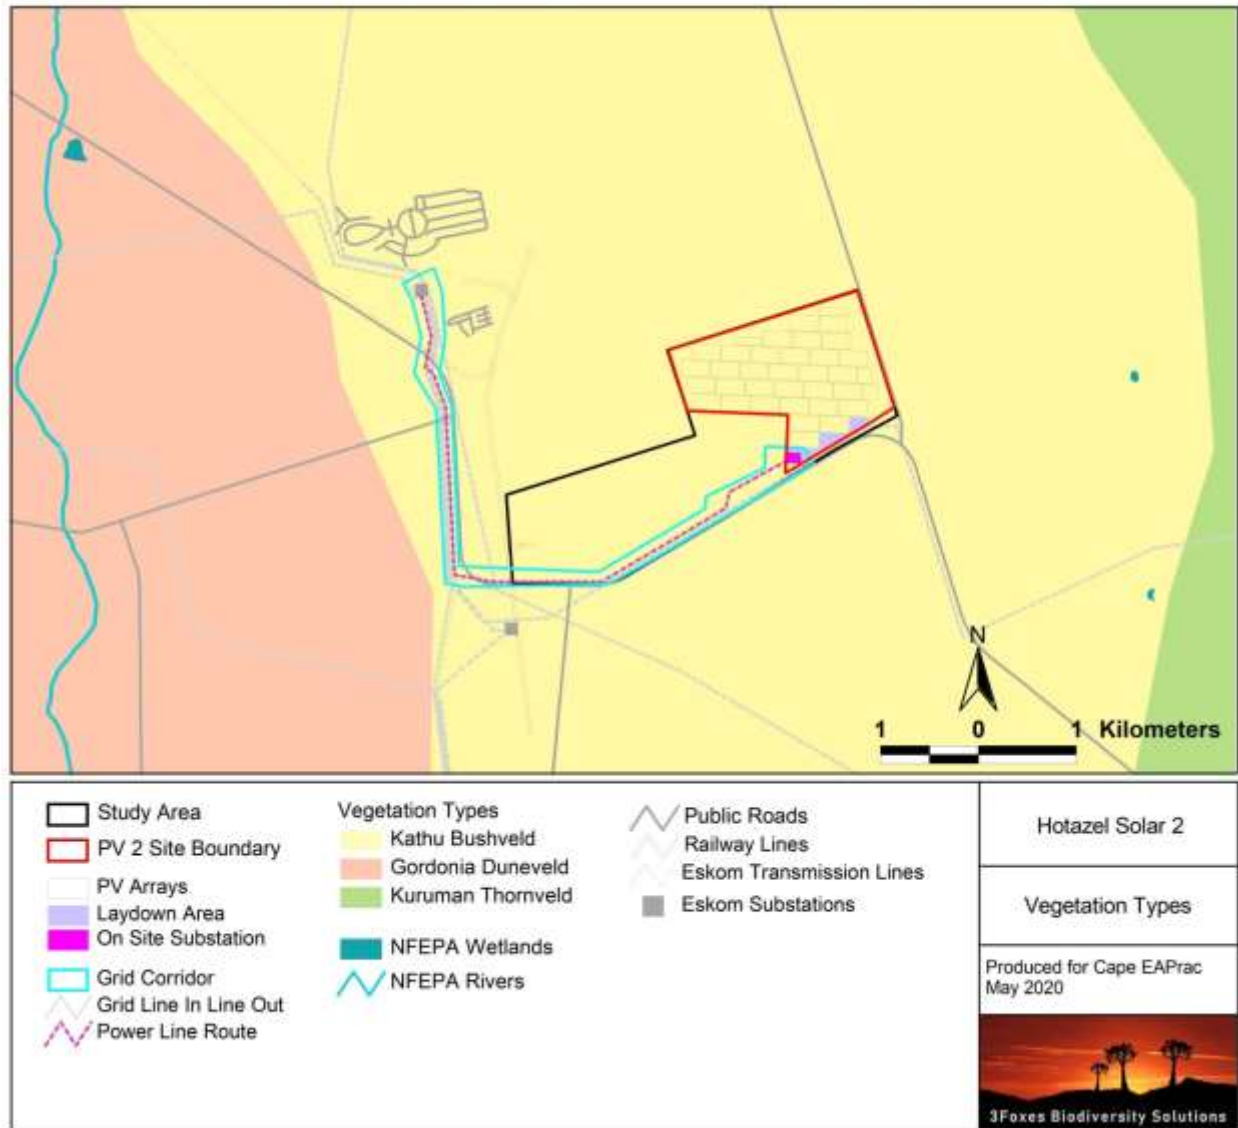 N
1 0 1 Kilometers
Study Area
PV 2 Site Boundary
PV Arrays
Laydown Area
On Site Substation
Grid Corridor
Grid Line In Line Out
Power Line Route
Vegetation Types
Kathu Bushveld
Gordonia Duneveld
Kuruman Thornveld
NFEPA Wetlands
NFEPA Rivers
Public Roads
Railway Lines
Eskom Transmission Lines
Eskom Substations
Hotazel Solar 2
Vegetation Types
Produced for Cape EAPrac
May 2020
3Foxes Biodiversity Solutions